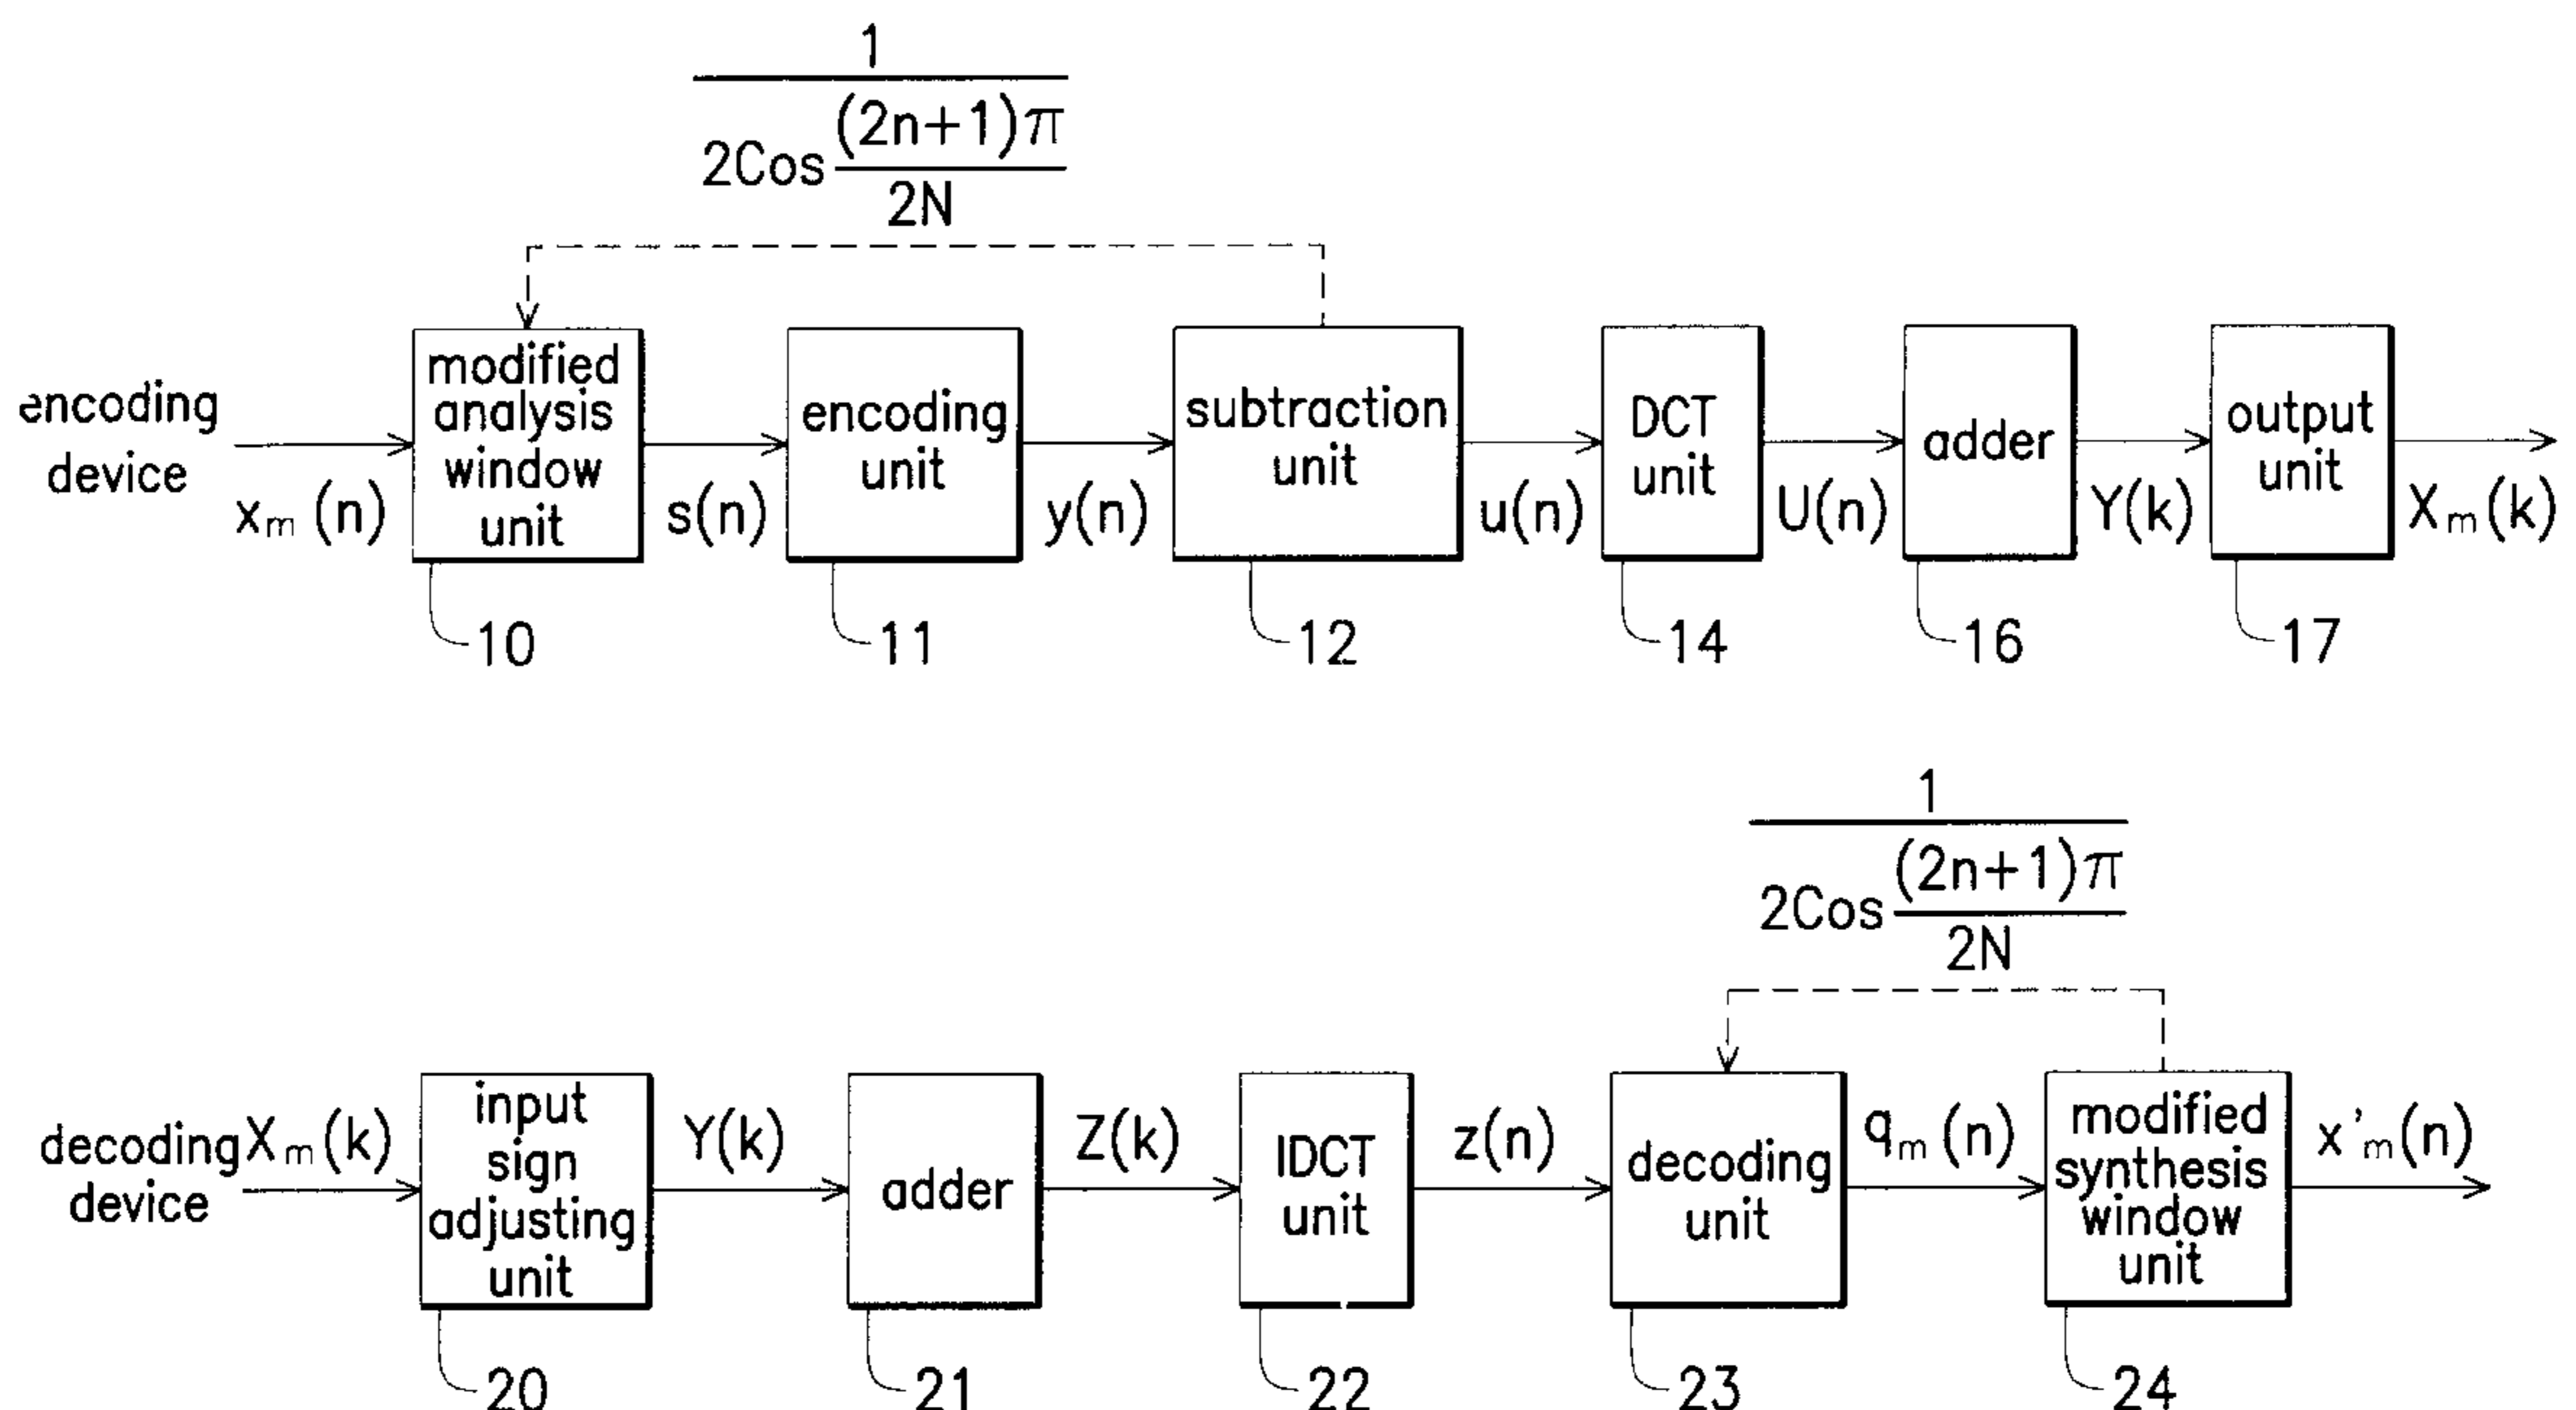 1
(2n+1)π
2Cos
2N
encoding
device
xm (n)
modified
analysis
window
unit
s(n)
encoding
unit
y(n)
subtraction
unit
u(n)
DCT
unit
U(n)
adder
Y(k)
output
unit
Xm(k)
10
11
12
14
16
17
1
(2n+1)π
2Cos
2N
decoding
device
Xm(k)
input
sign
adjusting
unit
Y(k)
adder
Z(k)
IDCT
unit
z(n)
decoding
unit
qm (n)
modified
synthesis
window
unit
x'm(n)
20
21
22
23
24